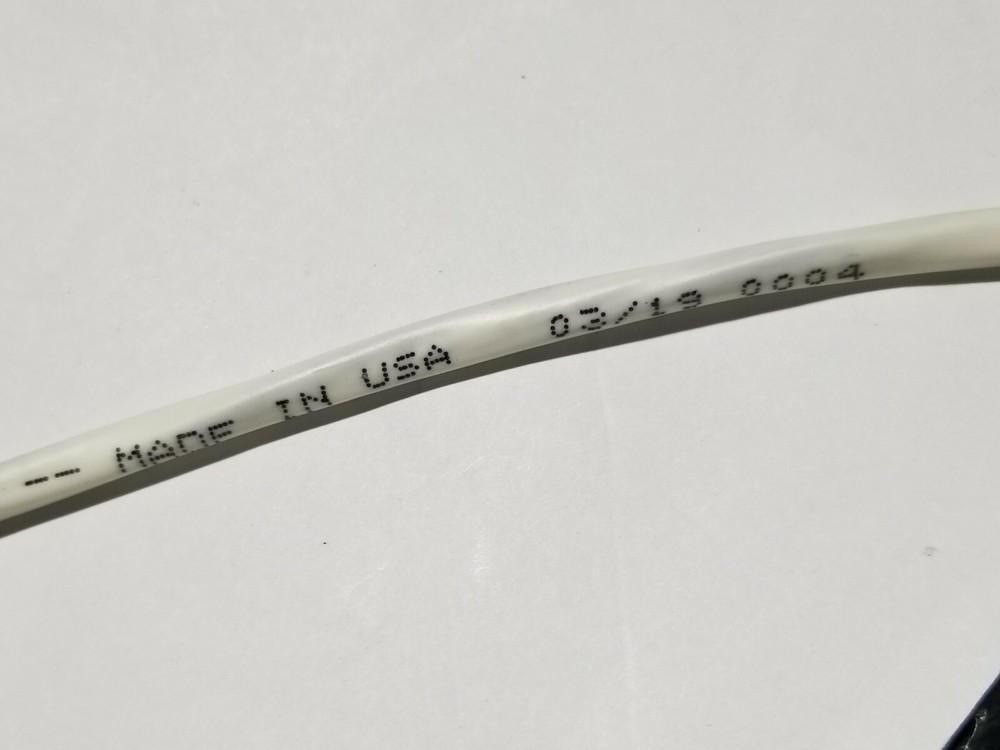 -- MADE IN USA 03/19 0004